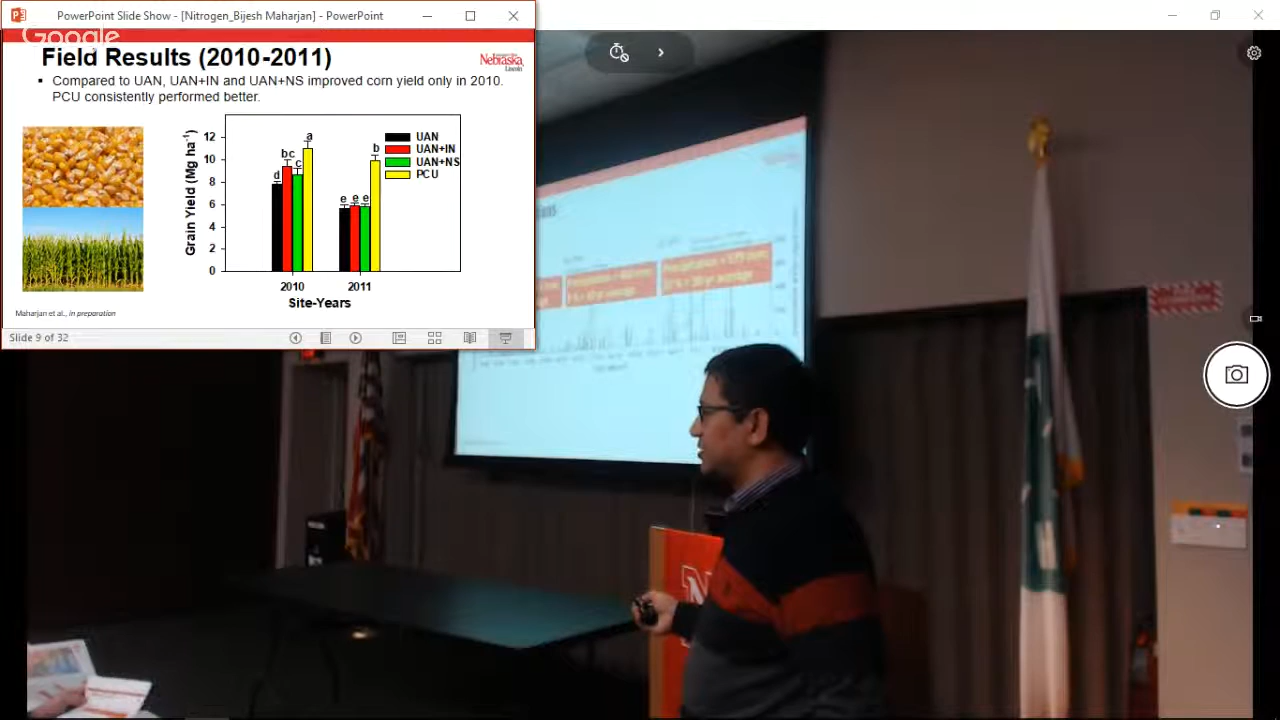 PowerPoint Slide Show - [Nitrogen_Bijesh Maharjan] - PowerPoint
Google
Field Results (2010-2011)
Nebraska
Lincoln
▪ Compared to UAN, UAN+IN and UAN+NS improved corn yield only in 2010.
PCU consistently performed better.
Grain Yield (Mg ha-1)
12
10
8
6
4
2
0
d
bc
c
a
e
e
e
b
UAN
UAN+IN
UAN+NS
PCU
2010
2011
Site-Years
Maharjan et al., in preparation
Slide 9 of 32
N